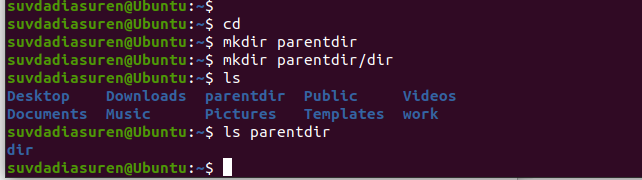 suvdadiasuren@Ubuntu:~$
suvdadiasuren@Ubuntu:~$ cd
suvdadiasuren@Ubuntu:~$ mkdir parentdir
suvdadiasuren@Ubuntu:~$ mkdir parentdir/dir
suvdadiasuren@Ubuntu:~$ ls
Desktop Downloads parentdir Public Videos
Documents Music Pictures Templates work
suvdadiasuren@Ubuntu:~$ ls parentdir
dir
suvdadiasuren@Ubuntu:~$